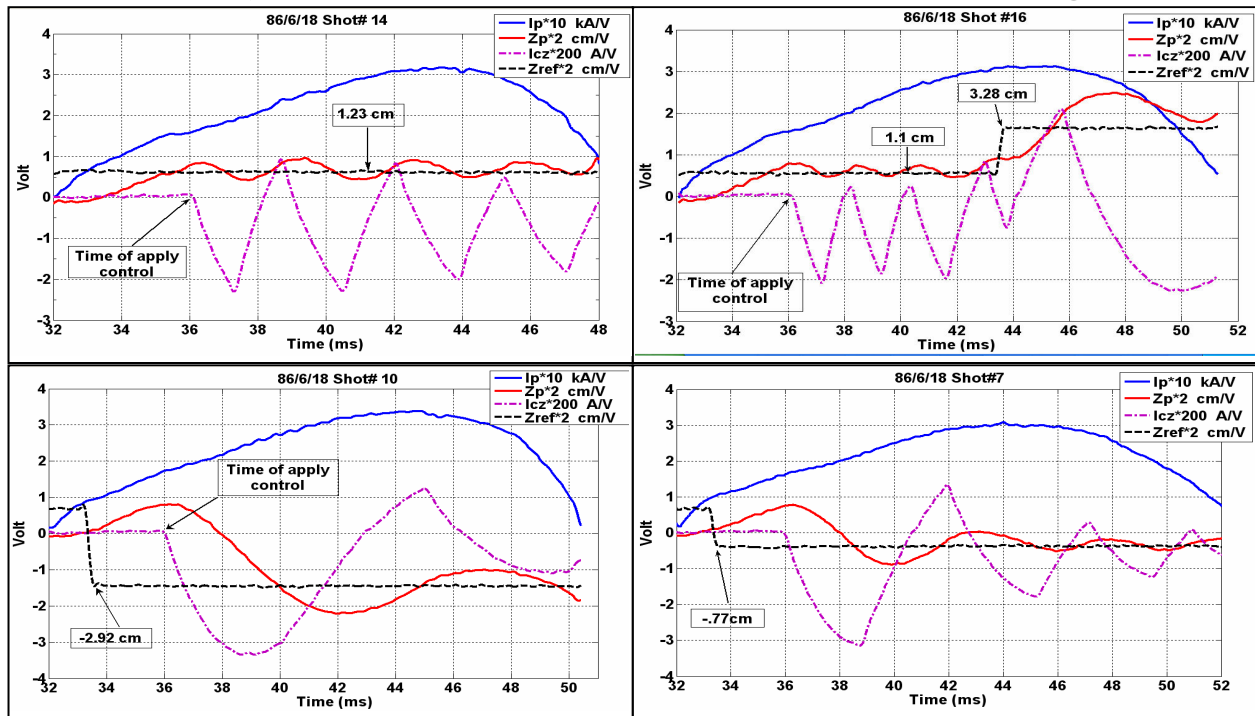 86/6/18 Shot# 14
Ip*10 kA/V
Zp*2 cm/V
Icz*200 A/V
Zref*2 cm/V
1.23 cm
Time of apply
control
Volt
4
3
2
1
0
-1
-2
-3
32 34 36 38 40 42 44 46 48
Time (ms)
86/6/18 Shot #16
Ip*10 kA/V
Zp*2 cm/V
Icz*200 A/V
Zref*2 cm/V
3.28 cm
1.1 cm
Time of apply
control
Volt
4
3
2
1
0
-1
-2
-3
32 34 36 38 40 42 44 46 48 50 52
Time (ms)
86/6/18 Shot# 10
Ip*10 kA/V
Zp*2 cm/V
Icz*200 A/V
Zref*2 cm/V
Time of apply
control
-2.92 cm
Volt
4
3
2
1
0
-1
-2
-3
-4
32 34 36 38 40 42 44 46 48 50
Time (ms)
86/6/18 Shot#7
Ip*10 kA/V
Zp*2 cm/V
Icz*200 A/V
Zref*2 cm/V
-.77cm
Volt
4
3
2
1
0
-1
-2
-3
-4
32 34 36 38 40 42 44 46 48 50 52
Time (ms)